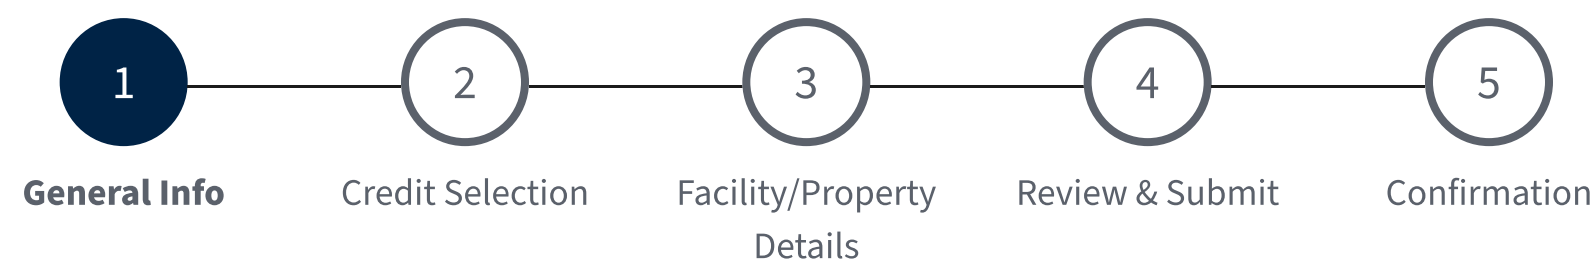 1
2
3
4
5
General Info
Credit Selection
Facility/Property
Details
Review & Submit
Confirmation